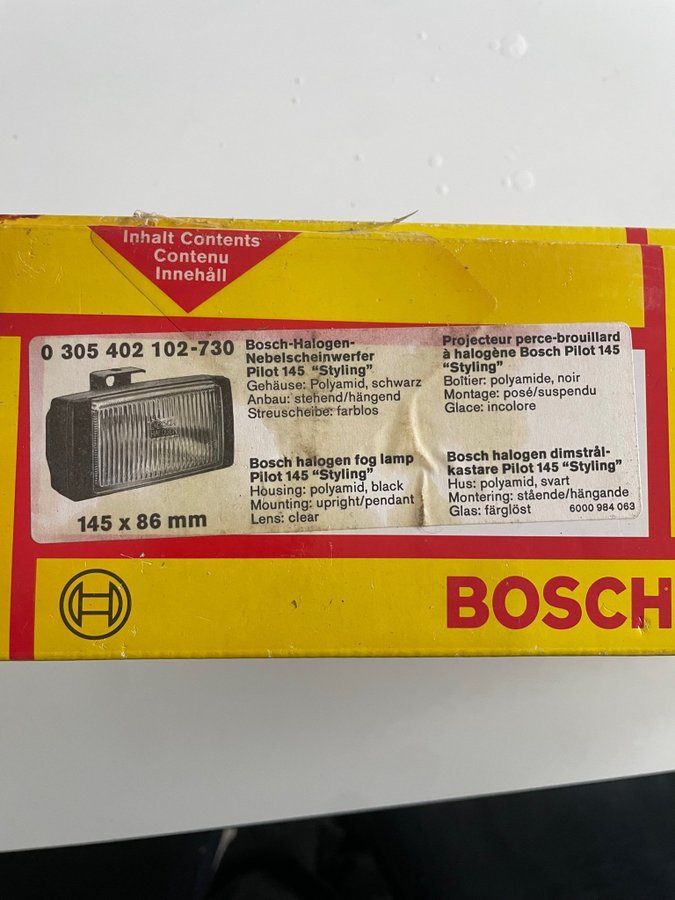 Inhalt Contents
Contenu
Innehåll
0 305 402 102-730
145 x 86 mm
Bosch-Halogen-
Nebelscheinwerfer
Pilot 145 “Styling”
Gehäuse: Polyamid, schwarz
Anbau: stehend/hängend
Streuscheibe: farblos
Projecteur perce-brouillard
à halogène Bosch Pilot 145
“Styling”
Boîtier: polyamide, noir
Montage: posé/suspendu
Glace: incolore
Bosch halogen fog lamp
Pilot 145 “Styling”
Housing: polyamid, black
Mounting: upright/pendant
Lens: clear
Bosch halogen dimstrål-
kastare Pilot 145 “Styling”
Hus: polyamid, svart
Montering: stående/hängande
Glas: färglöst
6000 984 063
BOSCH